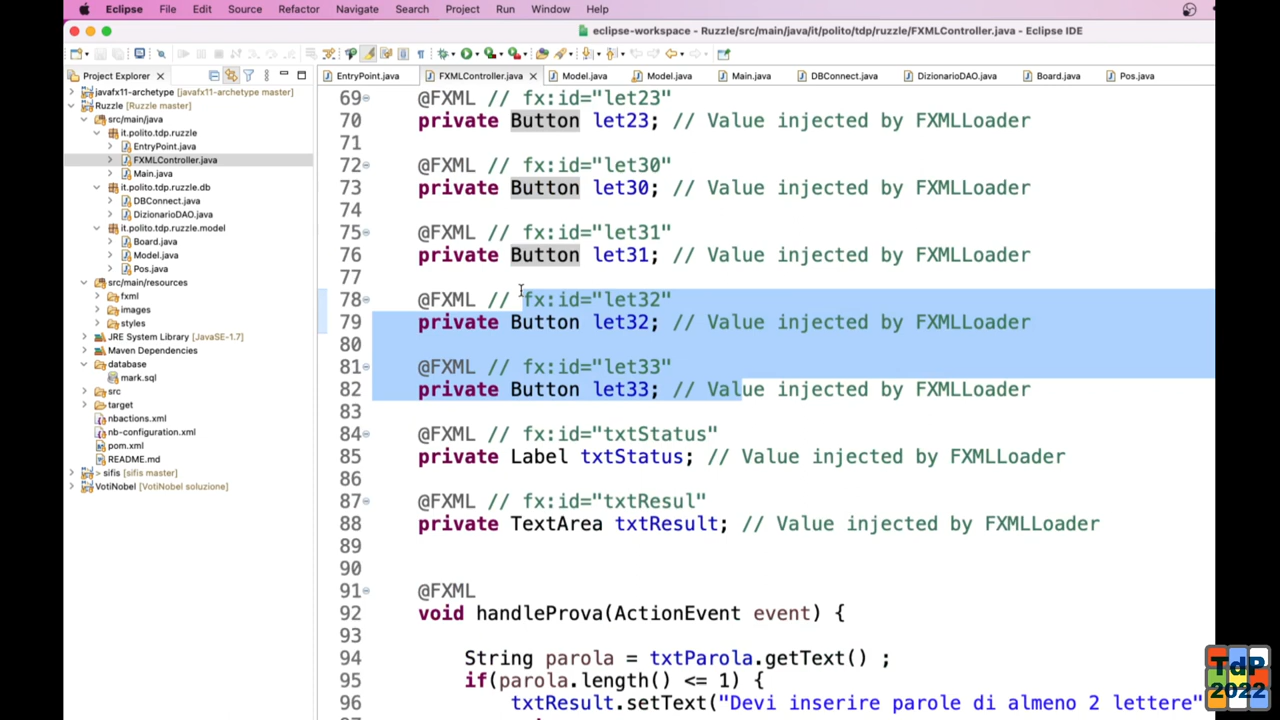 Eclipse File Edit Source Refactor Navigate Search Project Run Window Help
eclipse-workspace - Ruzzle/src/main/java/it/polito/tdp/ruzzle/FXMLController.java - Eclipse IDE
Project Explorer
EntryPoint.java FXMLController.java Model.java Model.java Main.java DBConnect.java DizionarioDAO.java Board.java Pos.java
javafx11-archetype [javafx11-archetype master]
Ruzzle [Ruzzle master]
src/main/java
it.polito.tdp.ruzzle
EntryPoint.java
FXMLController.java
Main.java
it.polito.tdp.ruzzle.db
DBConnect.java
DizionarioDAO.java
it.polito.tdp.ruzzle.model
Board.java
Model.java
Pos.java
src/main/resources
fxml
images
styles
JRE System Library [JavaSE-1.7]
Maven Dependencies
database
mark.sql
src
target
nbactions.xml
nb-configuration.xml
pom.xml
README.md
> sifis [sifis master]
VotiNobel [VotiNobel soluzione]
69 @FXML // fx:id="let23"
70 private Button let23; // Value injected by FXMLLoader
71
72 @FXML // fx:id="let30"
73 private Button let30; // Value injected by FXMLLoader
74
75 @FXML // fx:id="let31"
76 private Button let31; // Value injected by FXMLLoader
77
78 @FXML // fx:id="let32"
79 private Button let32; // Value injected by FXMLLoader
80
81 @FXML // fx:id="let33"
82 private Button let33; // Value injected by FXMLLoader
83
84 @FXML // fx:id="txtStatus"
85 private Label txtStatus; // Value injected by FXMLLoader
86
87 @FXML // fx:id="txtResul"
88 private TextArea txtResult; // Value injected by FXMLLoader
89
90
91 @FXML
92 void handleProva(ActionEvent event) {
93
94 String parola = txtParola.getText() ;
95 if(parola.length() <= 1) {
96 txtResult.setText("Devi inserire parole di almeno 2 lettere"
TdP
2022